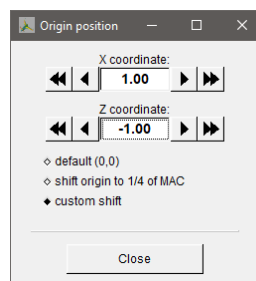 Origin position
X coordinate:
1.00
Z coordinate:
-1.00
default (0,0)
shift origin to 1/4 of MAC
custom shift
Close